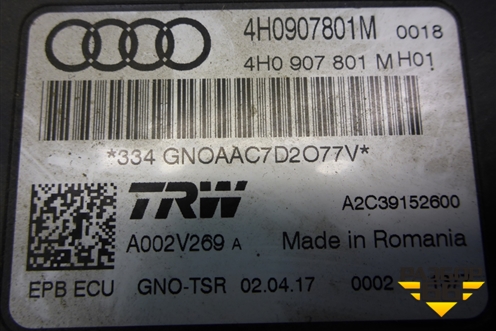 4H0907801M 0018
4H0 907 801 M H01
*334 GNOAAC7D2O77V*
TRW
A2C39152600
A002V269 A Made in Romania
EPB ECU GNO-TSR 02.04.17 0002